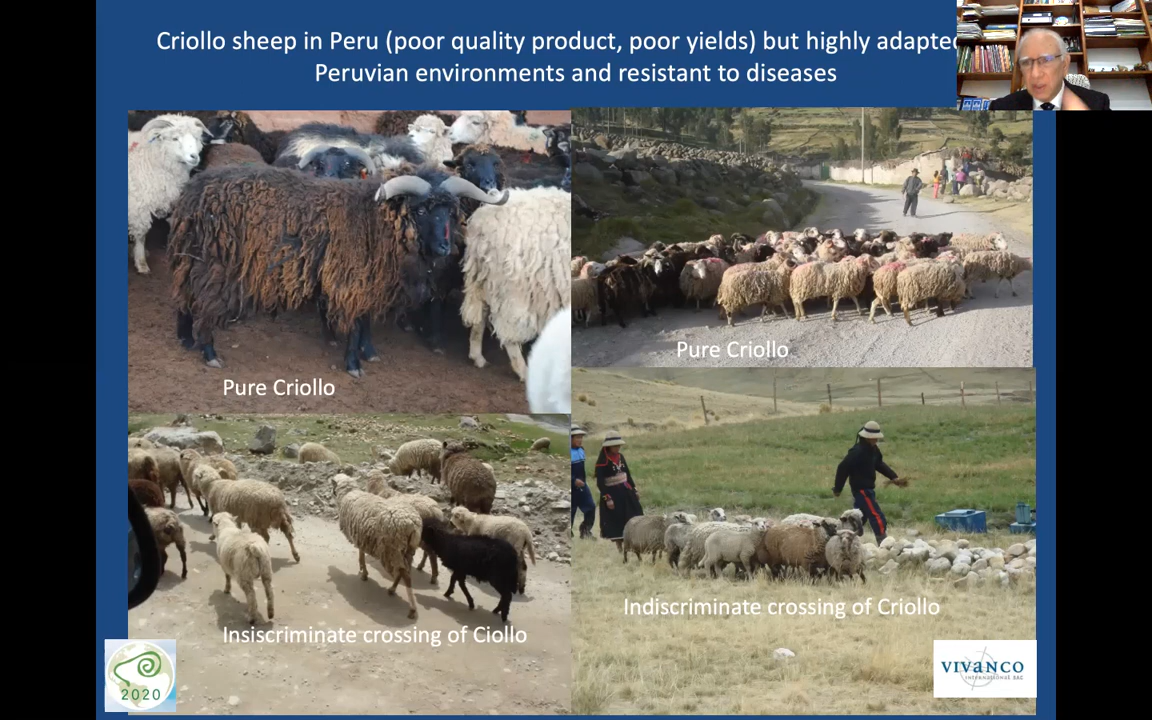 Criollo sheep in Peru (poor quality product, poor yields) but highly adapted
Peruvian environments and resistant to diseases
Pure Criollo
Pure Criollo
Insiscriminate crossing of Ciollo
Indiscriminate crossing of Criollo
2020
VIVANCO
INTERNATIONAL SAC